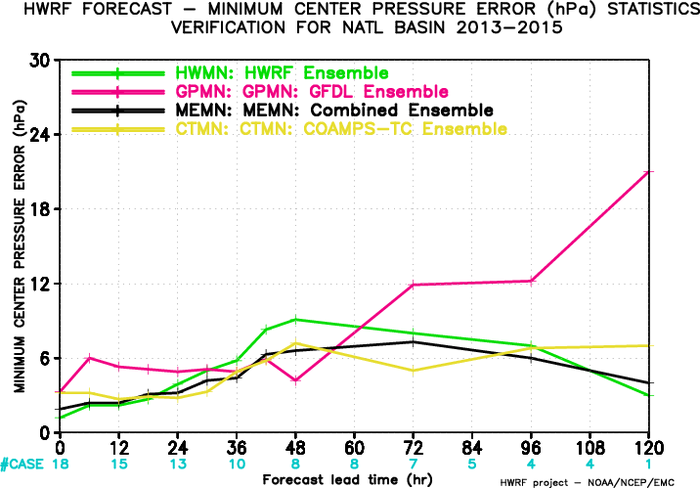 HWRF FORECAST – MINIMUM CENTER PRESSURE ERROR (hPa) STATISTICS
VERIFICATION FOR NATL BASIN 2013–2015
HWMN: HWRF Ensemble
GPMN: GPMN: GFDL Ensemble
MEMN: MEMN: Combined Ensemble
CTMN: CTMN: COAMPS–TC Ensemble
MINIMUM CENTER PRESSURE ERROR (hPa)
30
24
18
12
6
0
0 12 24 36 48 60 72 84 96 108 120
#CASE 18 15 13 10 8 8 7 5 4 4 1
Forecast lead time (hr)
HWRF project – NOAA/NCEP/EMC